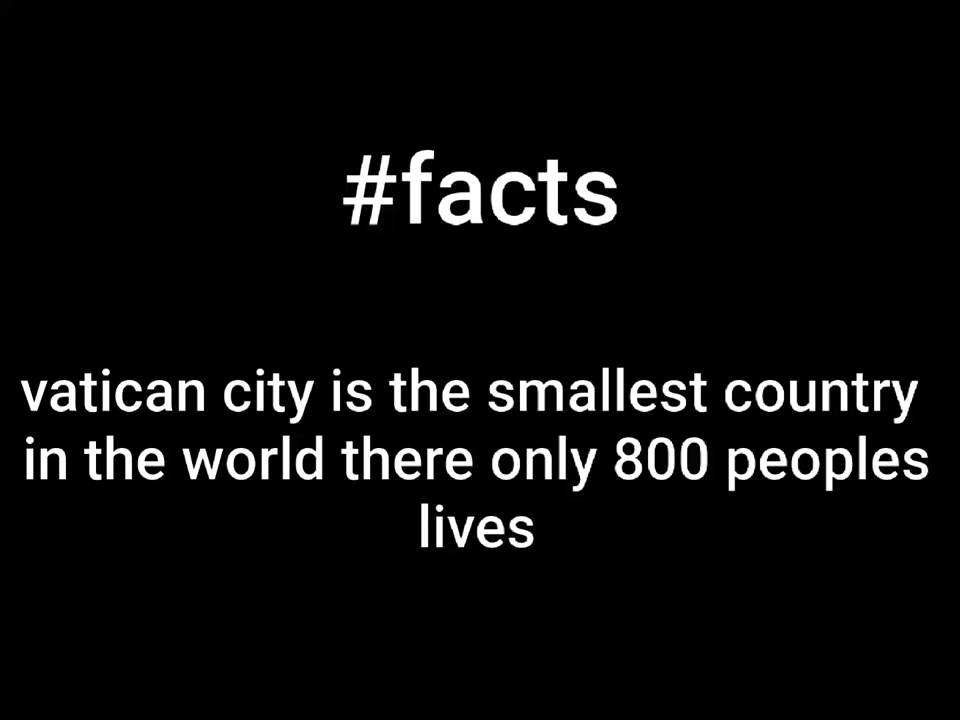 #facts
vatican city is the smallest country
in the world there only 800 peoples
lives